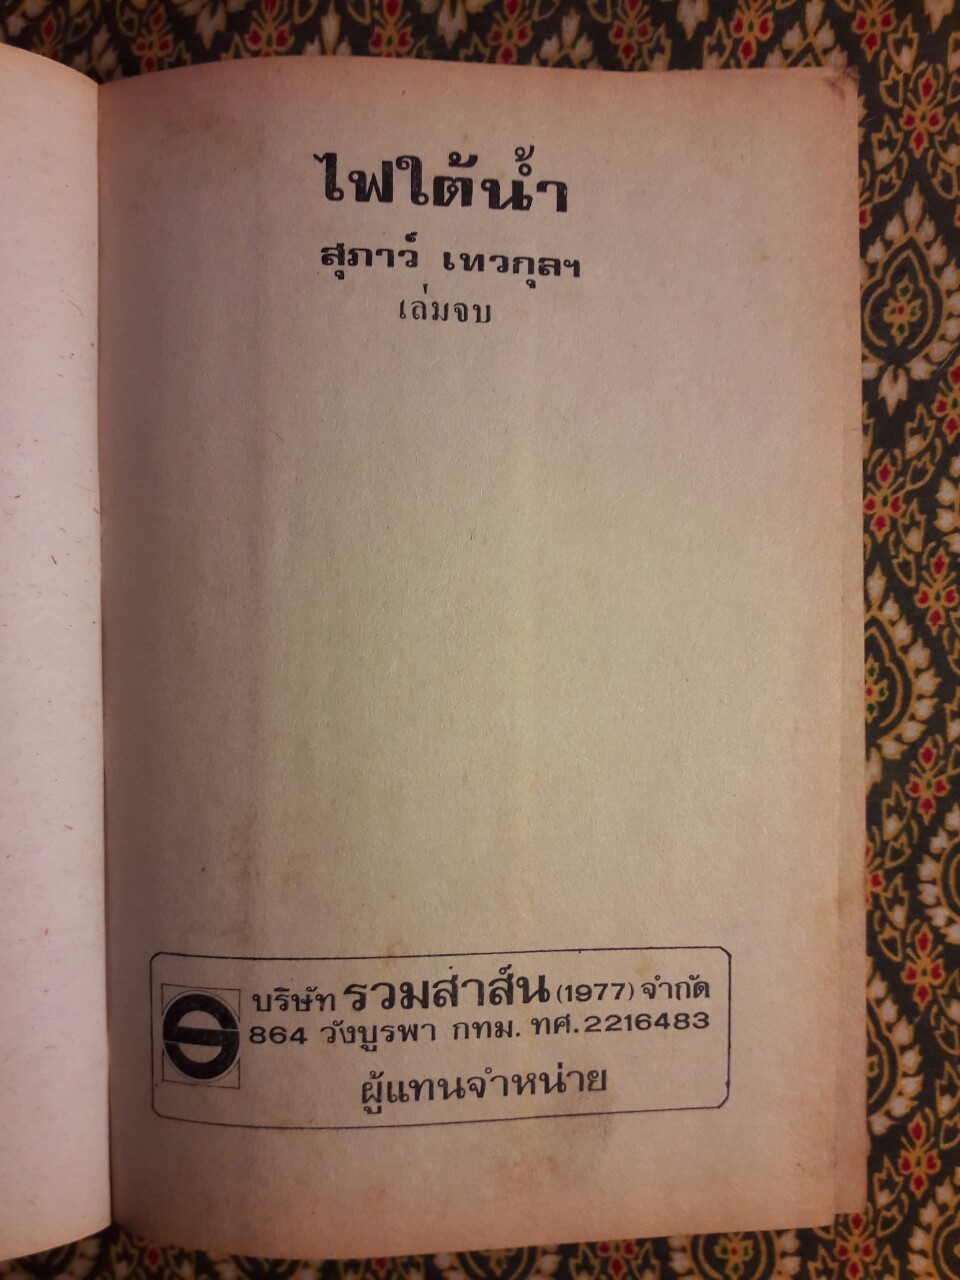 ไฟใต้น้ำ
สุภาว์ เทวกุลฯ
เล่มจบ
บริษัท รวมสาส์น (1977) จำกัด
864 วังบูรพา กทม. ทศ.2216483
ผู้แทนจำหน่าย